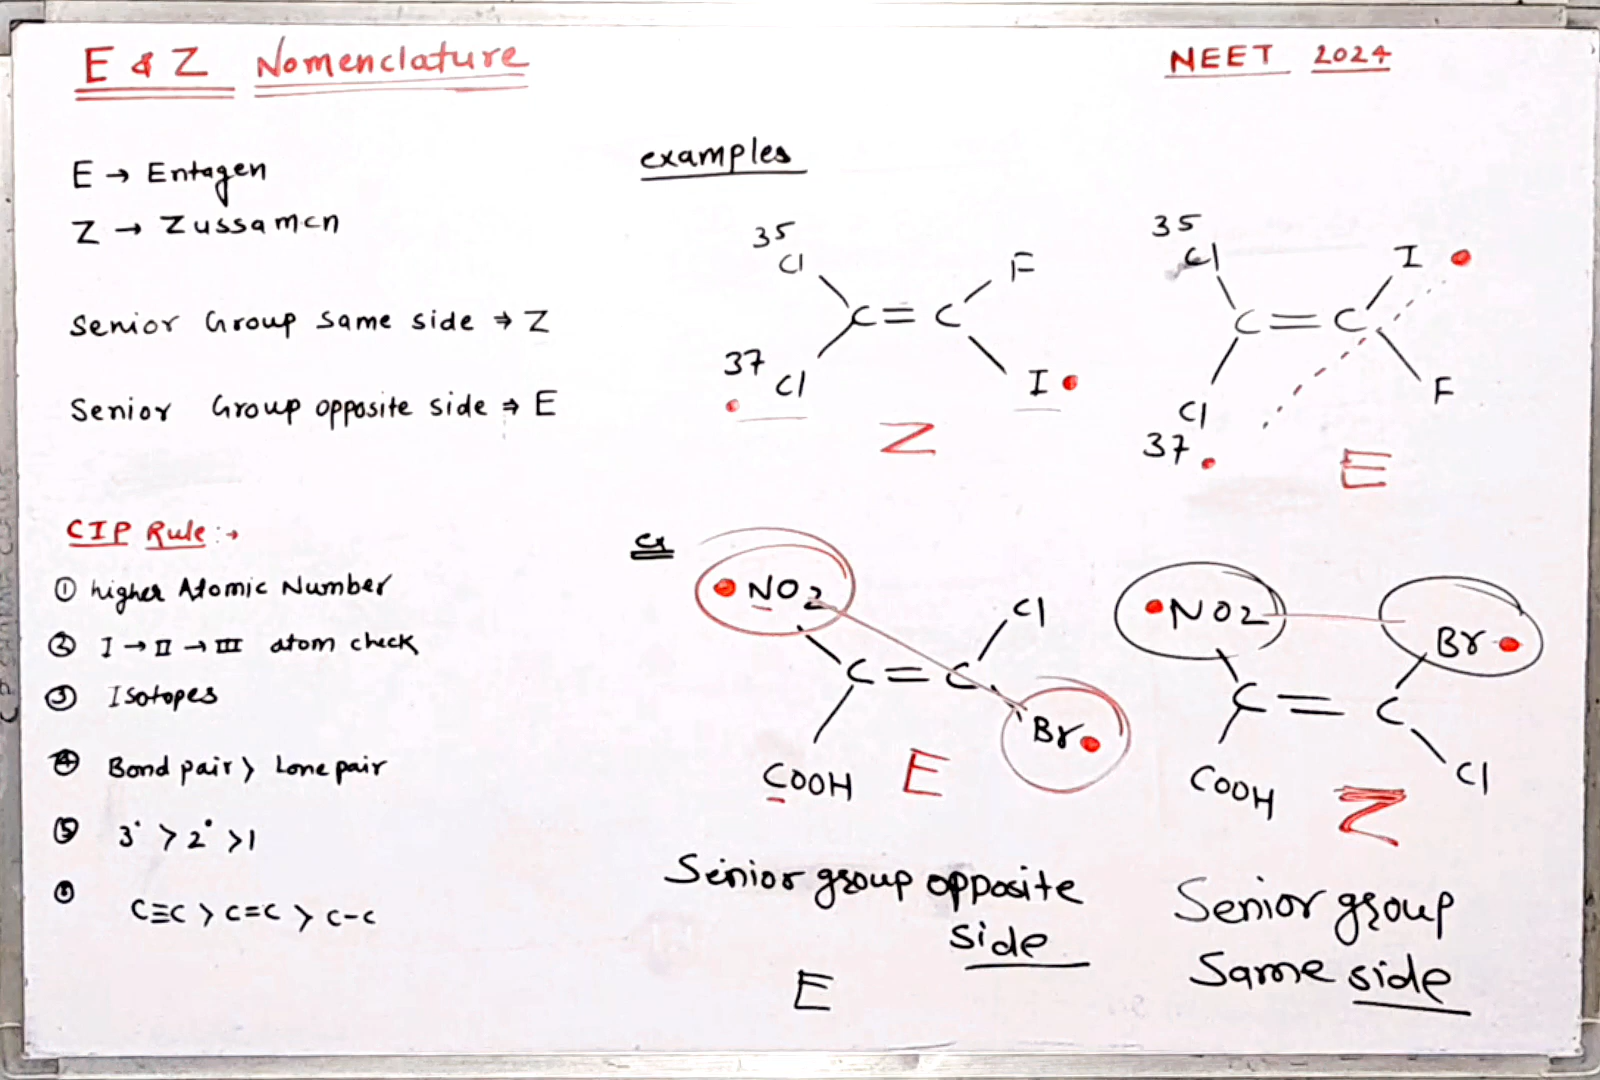 E & Z Nomenclature
NEET 2024
E → Entagen
Z → Zussamen
Senior Group same side ⇒ Z
Senior Group opposite side ⇒ E
CIP Rule :→
① higher Atomic Number
② I → II → III atom check
③ Isotopes
④ Bond pair > Lone pair
⑤ 3° > 2° > 1
⑥ C≡C > C=C > C-C
examples
35
Cl
F
C=C
37
Cl
I
Z
35
Cl
I
C=C
Cl
F
37
E
NO2
Cl
C=C
Br
COOH
E
Senior group opposite
side
E
NO2
Br
C=C
COOH
Cl
Z
Senior group
Same side